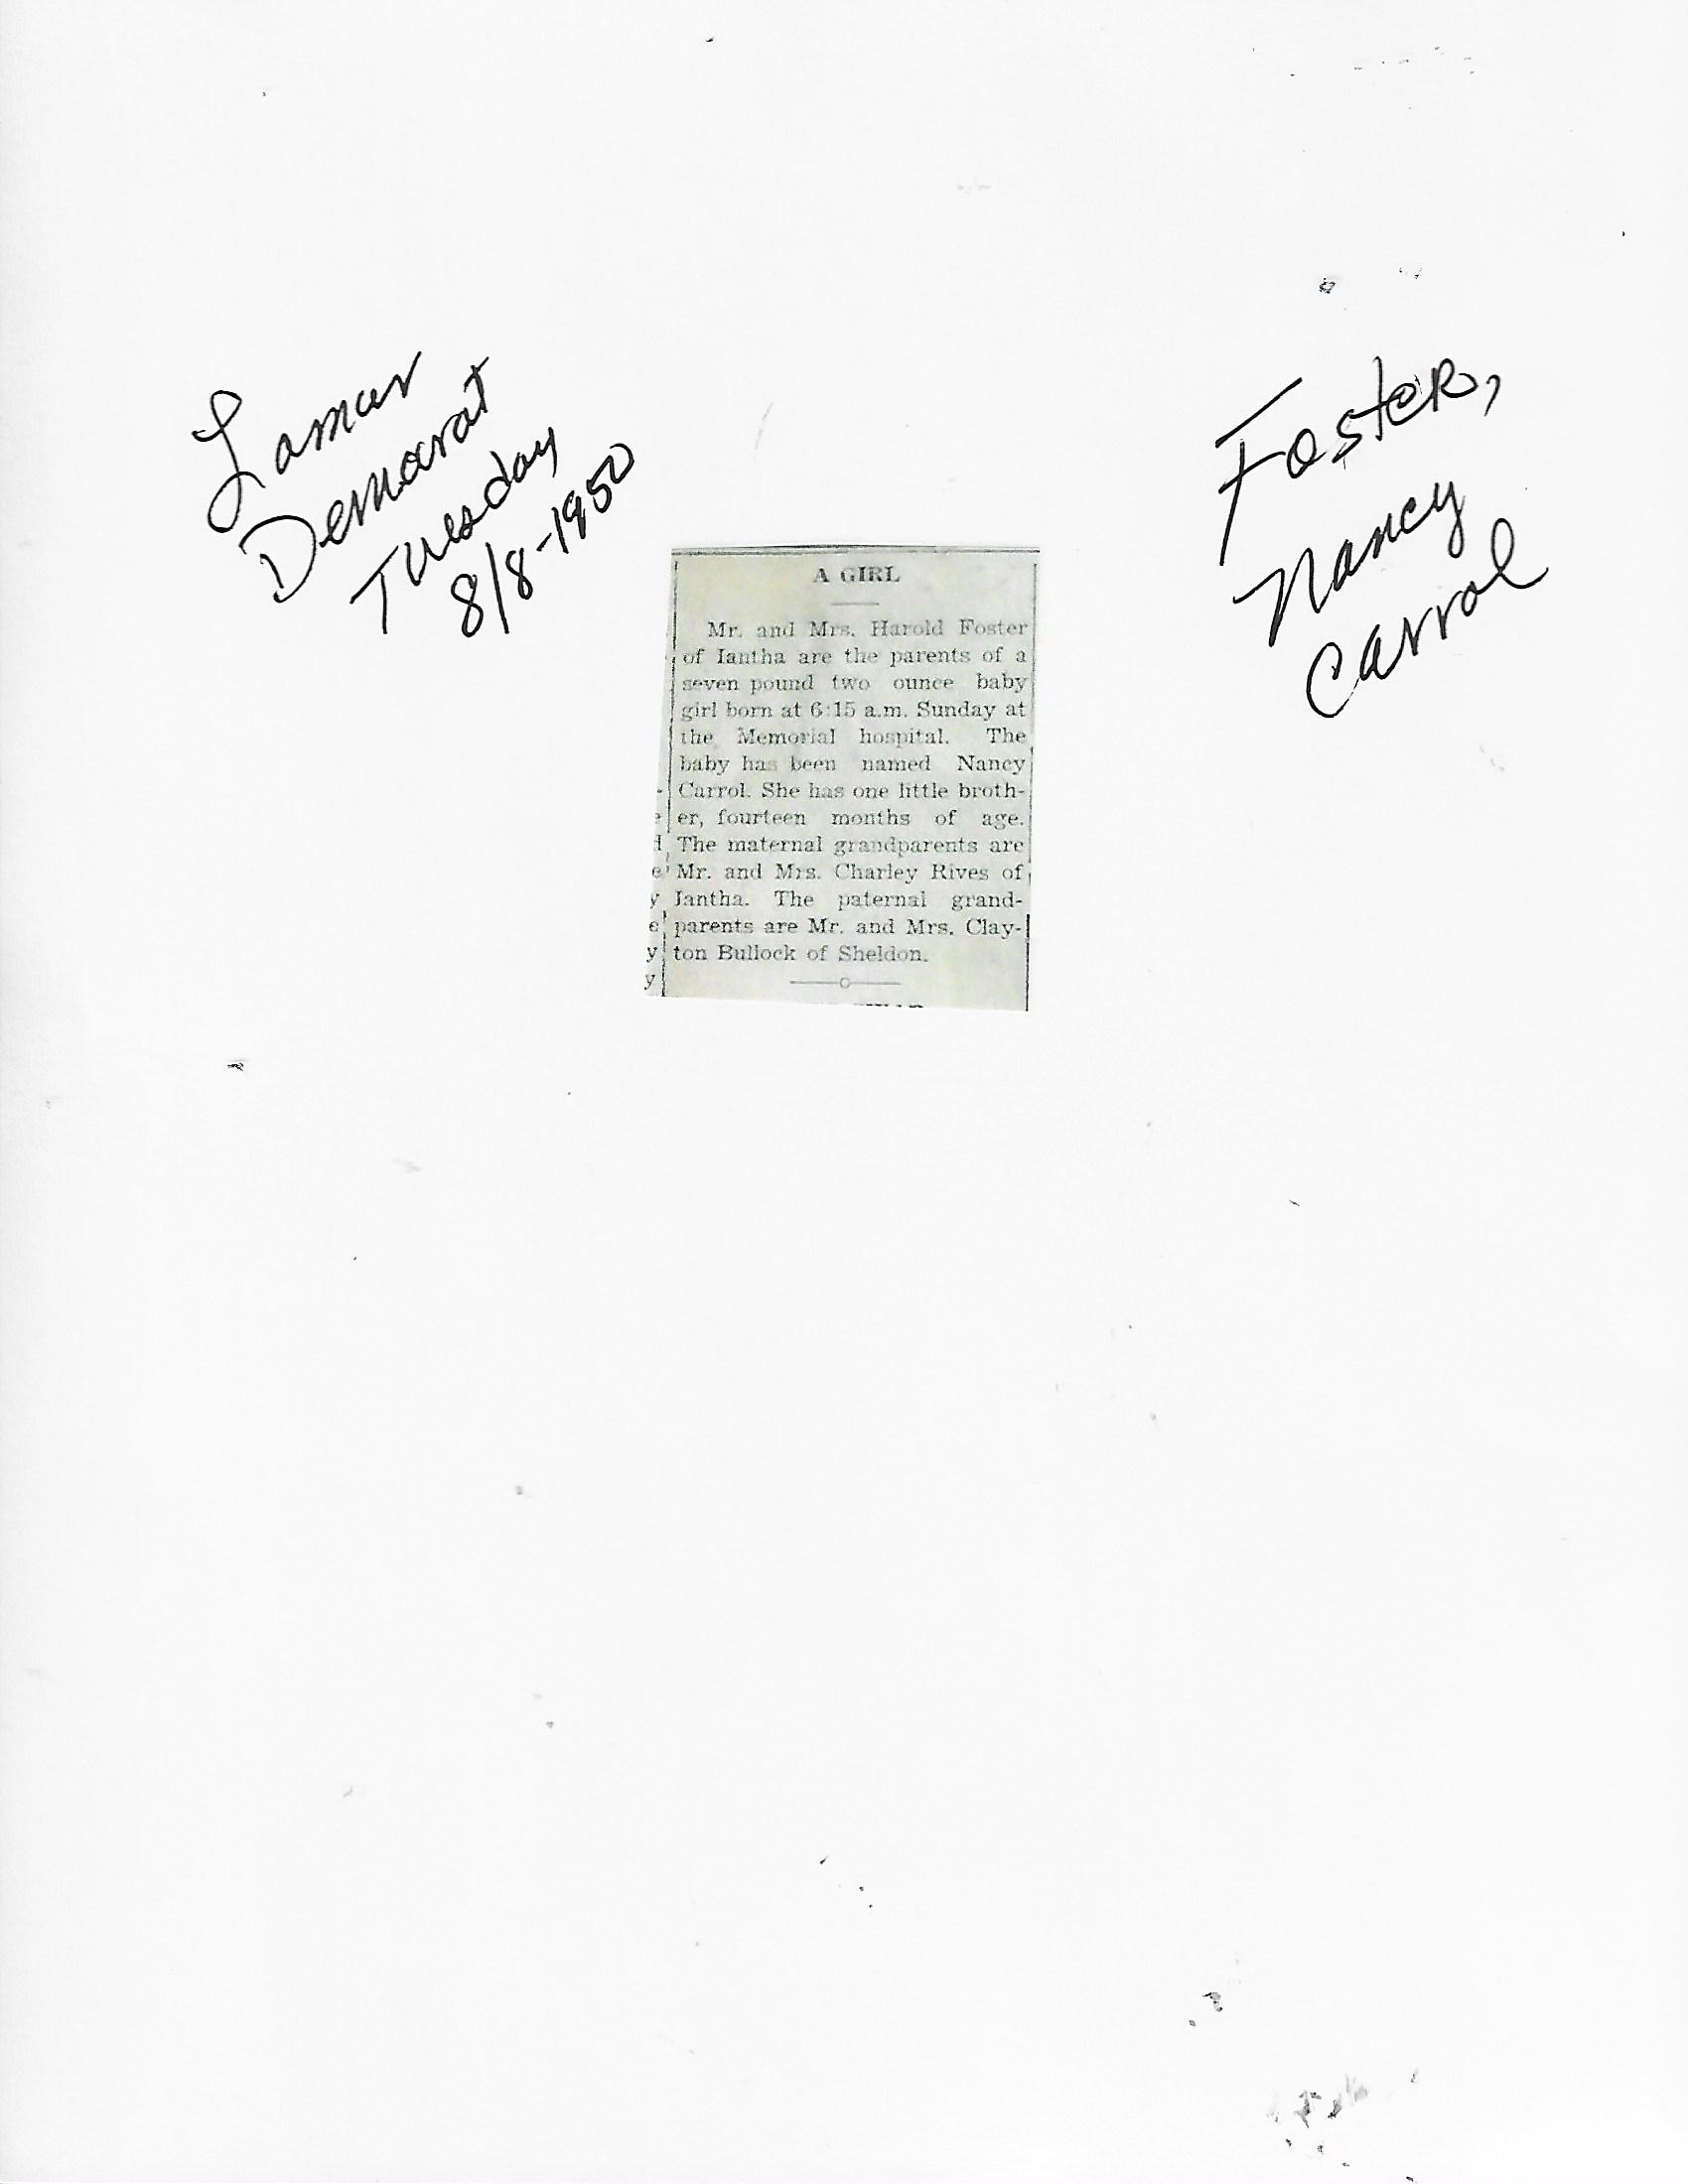 Lamar
Democrat
Tuesday
8/8-1950
Foster,
Nancy
Carrol
A GIRL
Mr. and Mrs. Harold Foster
of Iantha are the parents of a
seven pound two ounce baby
girl born at 6:15 a.m. Sunday at
the Memorial hospital. The
baby has been named Nancy
Carrol. She has one little broth-
er, fourteen months of age.
The maternal grandparents are
Mr. and Mrs. Charley Rives of
Iantha. The paternal grand-
parents are Mr. and Mrs. Clay-
ton Bullock of Sheldon.